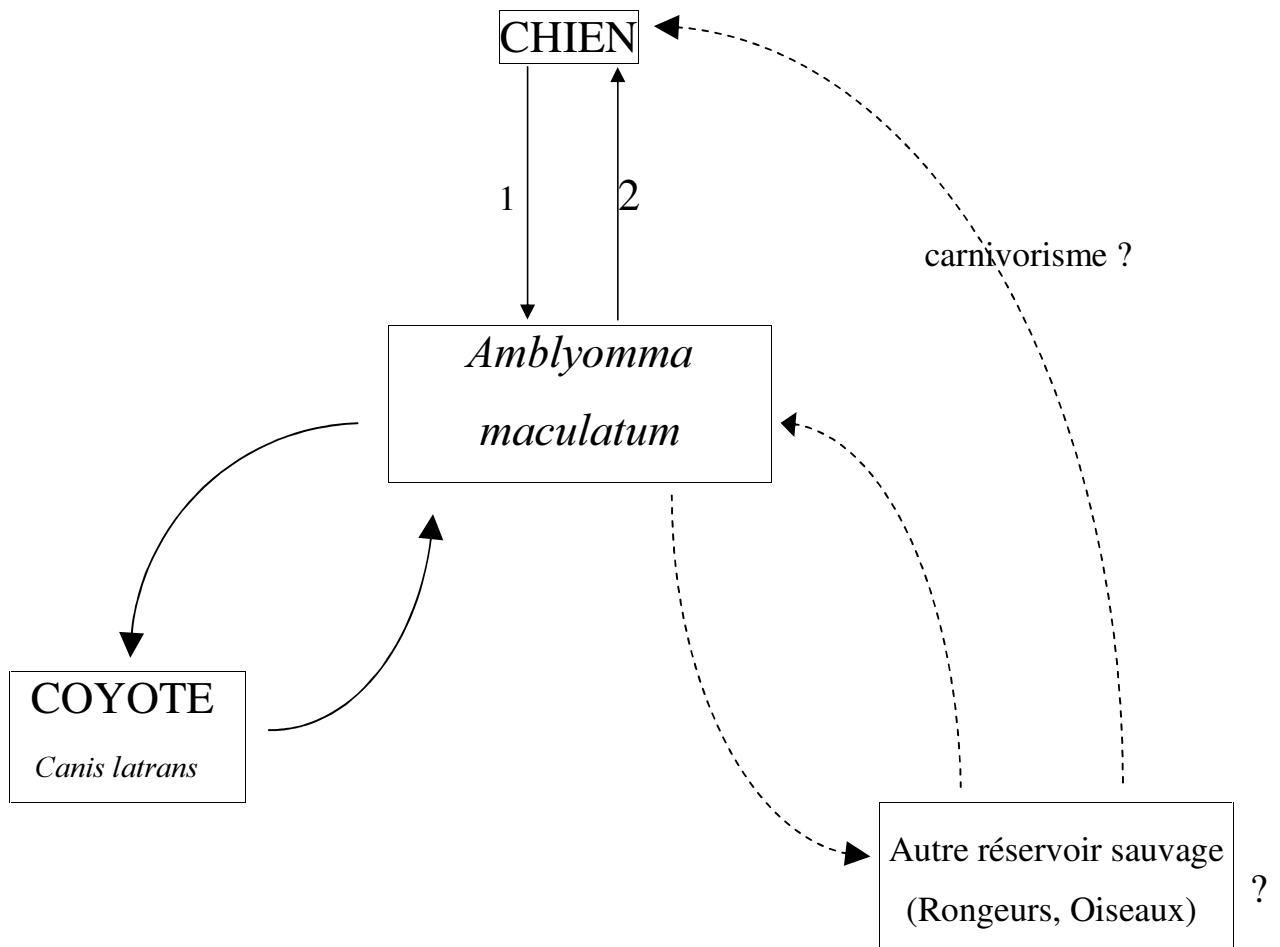 CHIEN
1
2
carnivorisme ?
Amblyomma
maculatum
COYOTE
Canis latrans
Autre réservoir sauvage
(Rongeurs, Oiseaux)
?